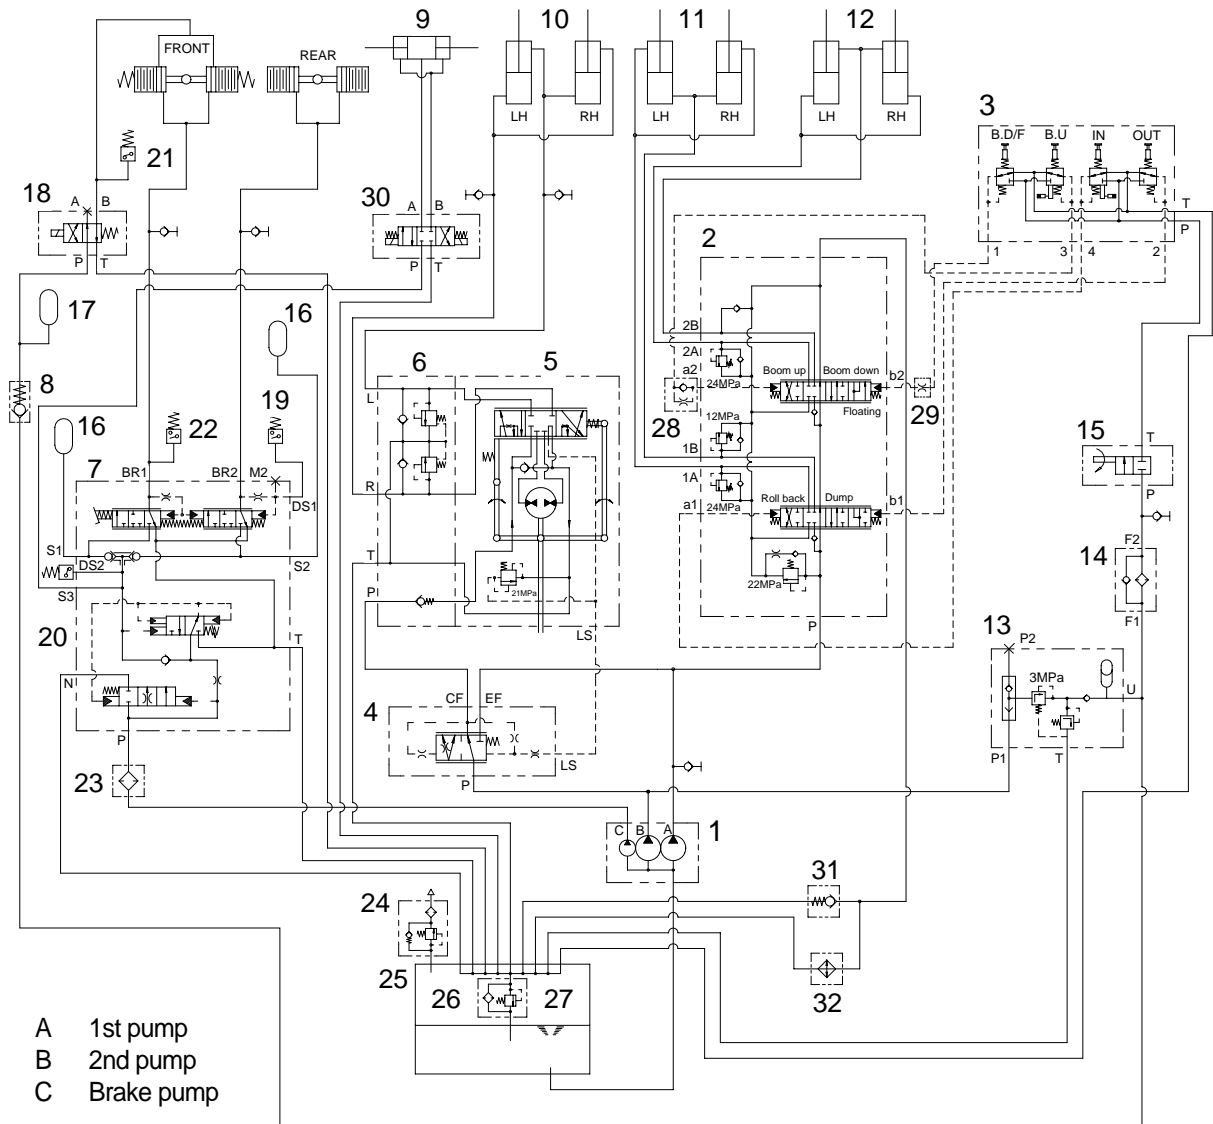 9 10 11 12
FRONT
REAR
LH RH LH RH LH RH
3
B.D/F B.U IN OUT
T
P
1 3 4 2
21
18 A B
P T
30 A B
P T
17
16
8
16
22
19
7 BR1 BR2 M2
DS1
S1
DS2
S2
S3
20
T
N
P
23
6 5
L
R
T
P
21MPa
LS
2
2B
2A
a2
24MPa
Boom up Boom down
b2
Floating
28
29
12MPa
1B
1A
a1
24MPa
Roll back Dump
b1
22MPa
P
15
T
P
F2
14
F1
13 P2
3MPa
U
P1 T
4 CF EF
LS
P
C B A 1
31
32
24
25
26 27
A 1st pump
B 2nd pump
C Brake pump